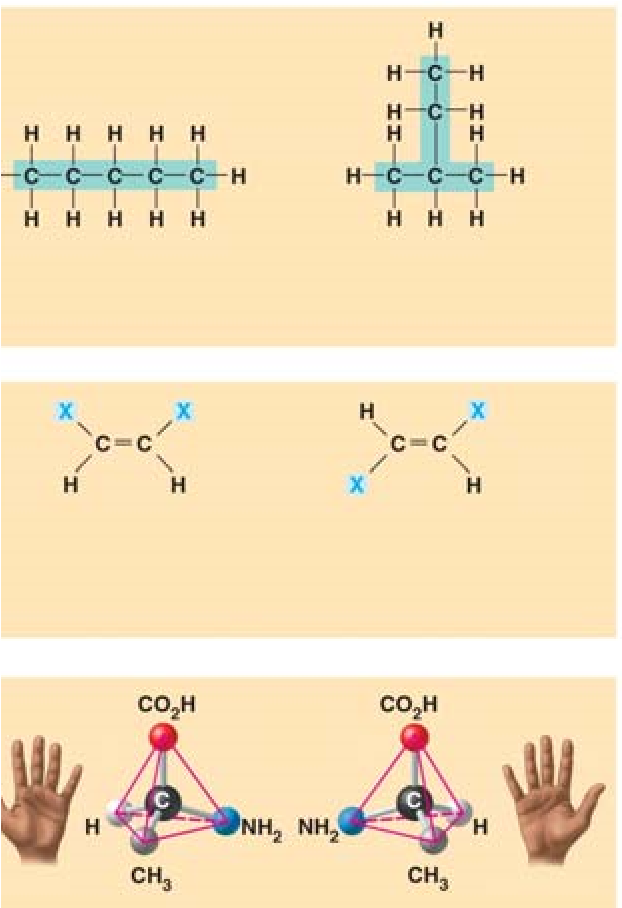 H
H C H
H C H
H H H H H H H
C C C C C H H C C C H
H H H H H H H H
X X H X
C=C C=C
H H X H
CO2H CO2H
C C
H NH2 NH2 H
CH3 CH3